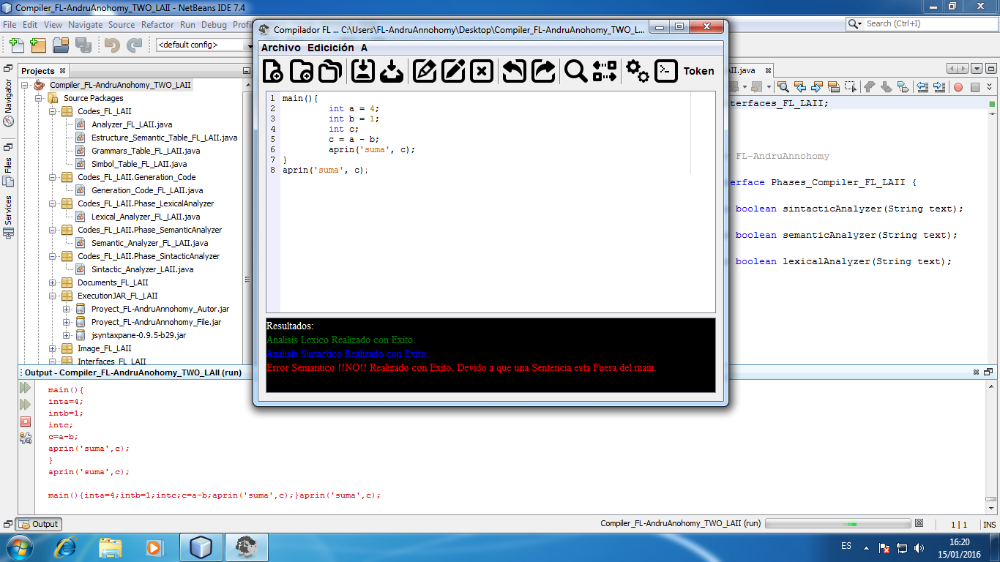 Compiler_FL-AndruAnohomy_TWO_LAII - NetBeans IDE 7.4
File Edit View Navigate Source Refactor Run Debug
Search (Ctrl+I)
<default config>
Projects
Navigator
Files
Services
Compiler_FL-AndruAnohomy_TWO_LAII
Source Packages
Codes_FL_LAII
Analyzer_FL_LAII.java
Estructure_Semantic_Table_FL_LAII.java
Grammars_Table_FL_LAII.java
Simbol_Table_FL_LAII.java
Codes_FL_LAII.Generation_Code
Generation_Code_FL_LAII.java
Codes_FL_LAII.Phase_LexicalAnalyzer
Lexical_Analyzer_FL_LAII.java
Codes_FL_LAII.Phase_SemanticAnalyzer
Semantic_Analyzer_FL_LAII.java
Codes_FL_LAII.Phase_SintacticAnalyzer
Sintactic_Analyzer_LAII.java
Documents_FL_LAII
ExecutionJAR_FL_LAII
Proyect_FL-AndruAnnohomy_Autor.jar
Proyect_FL-AndruAnnohomy_File.jar
jsyntaxpane-0.9.5-b29.jar
Image_FL_LAII
Interfaces_FL_LAII
Compilador FL ... C:\Users\FL-AndruAnnohomy\Desktop\Compiler_FL-AndruAnohomy_TWO_L...
Archivo Edicición A
Token
1 main(){
2 int a = 4;
3 int b = 1;
4 int c;
5 c = a - b;
6 aprin('suma', c);
7 }
8 aprin('suma', c);
Resultados:
Analisis Lexico Realizado con Exito.
Analisis Sintactico Realizado con Exito.
Error Semantico !!NO!! Realizado con Exito. Devido a que una Sentencia esta Fuera del main.
II.java
terfaces_FL_LAII;
FL-AndruAnnohomy
erface Phases_Compiler_FL_LAII {
boolean sintacticAnalyzer(String text);
boolean semanticAnalyzer(String text);
boolean lexicalAnalyzer(String text);
Output - Compiler_FL-AndruAnohomy_TWO_LAII (run)
main(){
inta=4;
intb=1;
intc;
c=a-b;
aprin('suma',c);
}
aprin('suma',c);
main(){inta=4;intb=1;intc;c=a-b;aprin('suma',c);}aprin('suma',c);
Output
Compiler_FL-AndruAnohomy_TWO_LAII (run)
1 | 1
INS
ES
16:20
15/01/2016